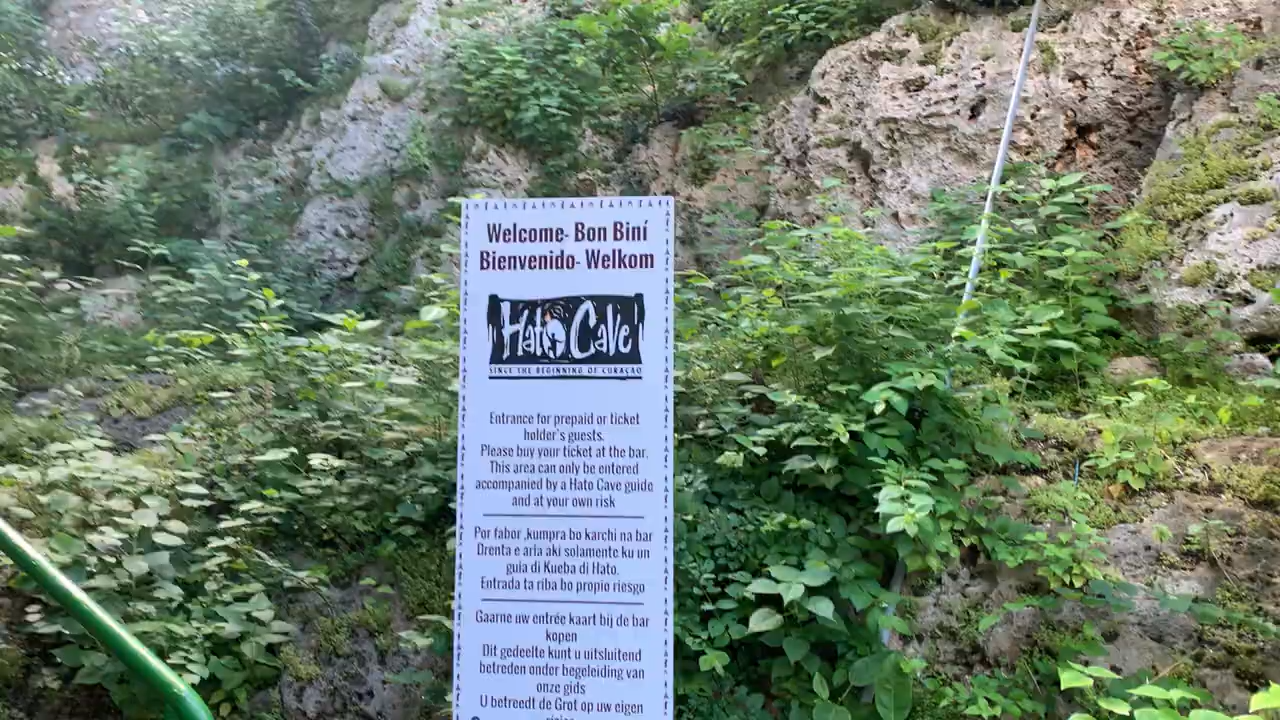 Welcome- Bon Biní
Bienvenido- Welkom
Hato Cave
SINCE THE BEGINNING OF CURAÇAO
Entrance for prepaid or ticket
holder's guests.
Please buy your ticket at the bar.
This area can only be entered
accompanied by a Hato Cave guide
and at your own risk
Por fabor ,kumpra bo karchi na bar
Drenta e aria aki solamente ku un
guia di Kueba di Hato.
Entrada ta riba bo propio riesgo
Gaarne uw entrée kaart bij de bar
kopen
Dit gedeelte kunt u uitsluitend
betreden onder begeleiding van
onze gids
U betreedt de Grot op uw eigen